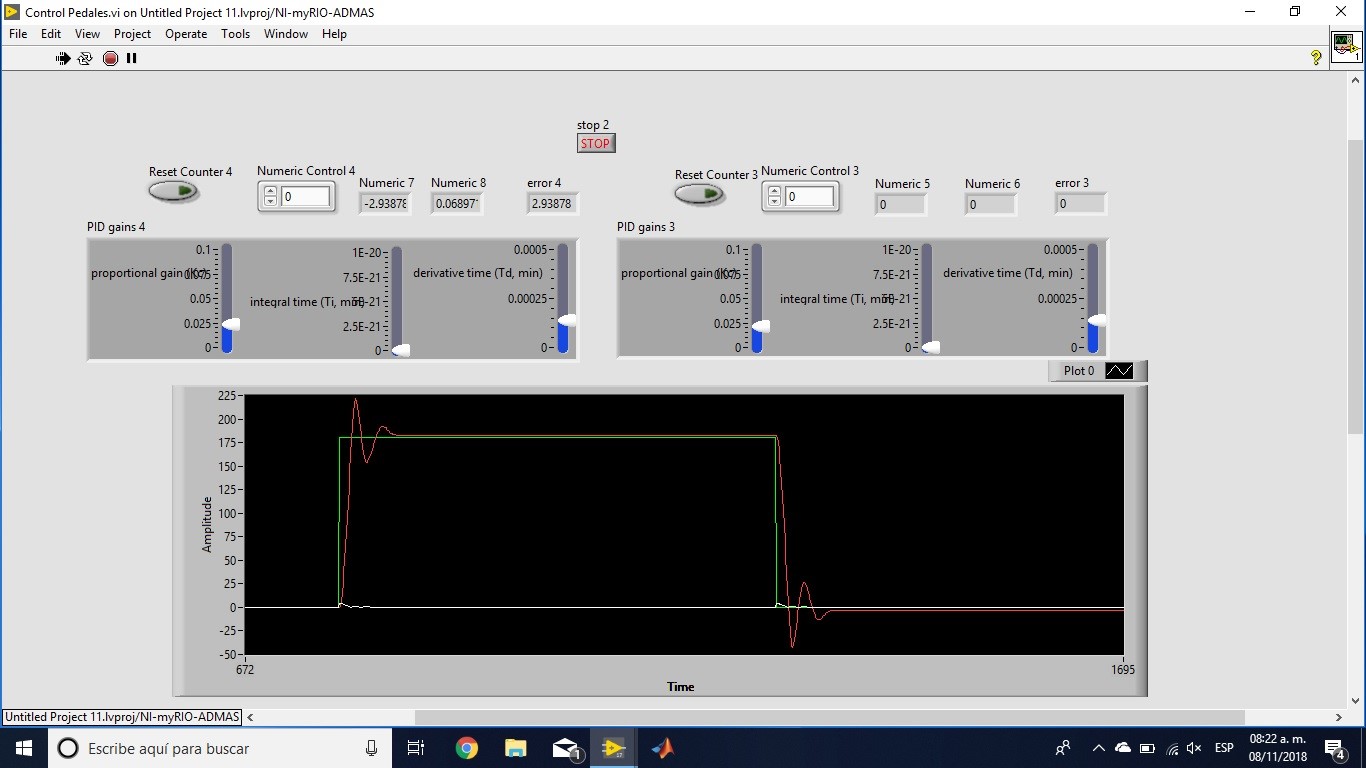 Control Pedales.vi on Untitled Project 11.lvproj/NI-myRIO-ADMAS
File Edit View Project Operate Tools Window Help
?
1
stop 2
STOP
Reset Counter 4
Numeric Control 4
0
Numeric 7
-2.93878
Numeric 8
0.06897
error 4
2.93878
Reset Counter 3
Numeric Control 3
0
Numeric 5
0
Numeric 6
0
error 3
0
PID gains 4
proportional gain
0.1
0.075
0.05
0.025
0
integral time (Ti, min)
1E-20
7.5E-21
5E-21
2.5E-21
0
derivative time (Td, min)
0.0005
0.00025
0
PID gains 3
proportional gain
0.1
0.075
0.05
0.025
0
integral time (Ti, min)
1E-20
7.5E-21
5E-21
2.5E-21
0
derivative time (Td, min)
0.0005
0.00025
0
Plot 0
Amplitude
225
200
175
150
125
100
75
50
25
0
-25
-50
672
1695
Time
Untitled Project 11.lvproj/NI-myRIO-ADMAS
Escribe aquí para buscar
1
ESP
08:22 a. m.
08/11/2018
4